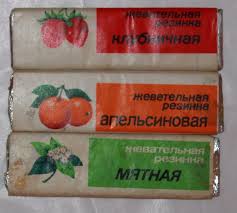 жевательная
резинка
клубничная
жевательная
резинка
апельсиновая
жевательная
резинка
МЯТНАЯ